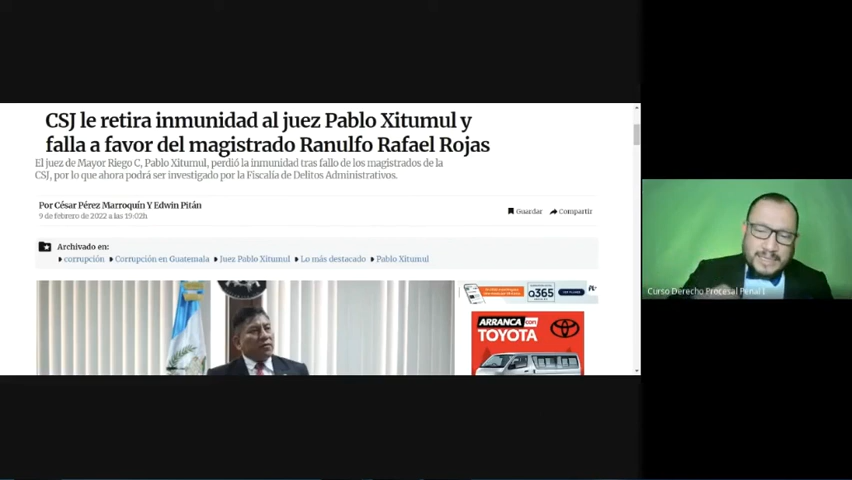 CSJ le retira inmunidad al juez Pablo Xitumul y
falla a favor del magistrado Ranulfo Rafael Rojas
El juez de Mayor Riego C, Pablo Xitumul, perdió la inmunidad tras fallo de los magistrados de la
CSJ, por lo que ahora podrá ser investigado por la Fiscalía de Delitos Administrativos.
Por César Pérez Marroquín Y Edwin Pitán
9 de febrero de 2022 a las 19:02h
Guardar Compartir
Archivado en:
corrupción Corrupción en Guatemala Juez Pablo Xitumul Lo más destacado Pablo Xitumul
a365
ARRANCA con
TOYOTA
Curso Derecho Procesal Penal I